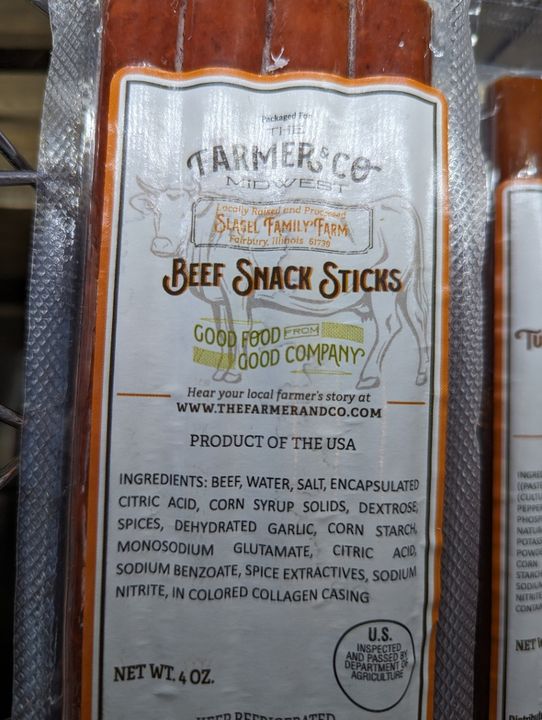 Packaged For
THE
FARMER & CO
MIDWEST
Locally Raised and Processed
SLAGEL FAMILY FARM
Fairbury, Illinois 61739
BEEF SNACK STICKS
GOOD FOOD FROM
GOOD COMPANY
Hear your local farmer's story at
WWW.THEFARMERANDCO.COM
PRODUCT OF THE USA
INGREDIENTS: BEEF, WATER, SALT, ENCAPSULATED
CITRIC ACID, CORN SYRUP SOLIDS, DEXTROSE,
SPICES, DEHYDRATED GARLIC, CORN STARCH,
MONOSODIUM GLUTAMATE, CITRIC ACID,
SODIUM BENZOATE, SPICE EXTRACTIVES, SODIUM
NITRITE, IN COLORED COLLAGEN CASING
U.S.
INSPECTED
AND PASSED BY
DEPARTMENT OF
AGRICULTURE
NET WT. 4 OZ.
KEEP REFRIGERATED